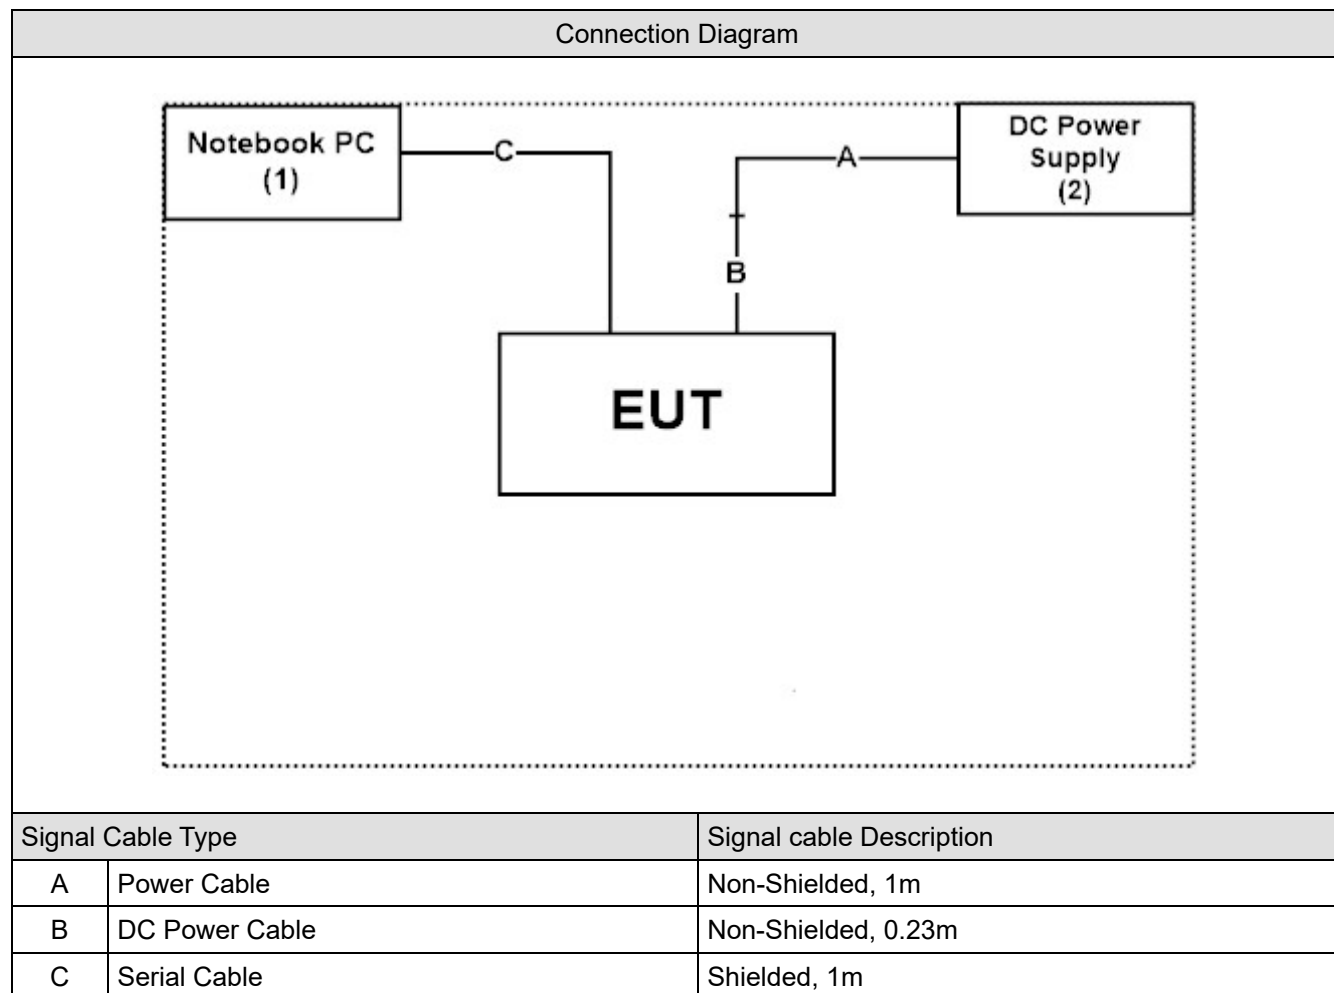 Connection Diagram
Notebook PC
(1)
C
A
DC Power
Supply
(2)
B
EUT
Signal Cable Type Signal cable Description
A Power Cable Non-Shielded, 1m
B DC Power Cable Non-Shielded, 0.23m
C Serial Cable Shielded, 1m